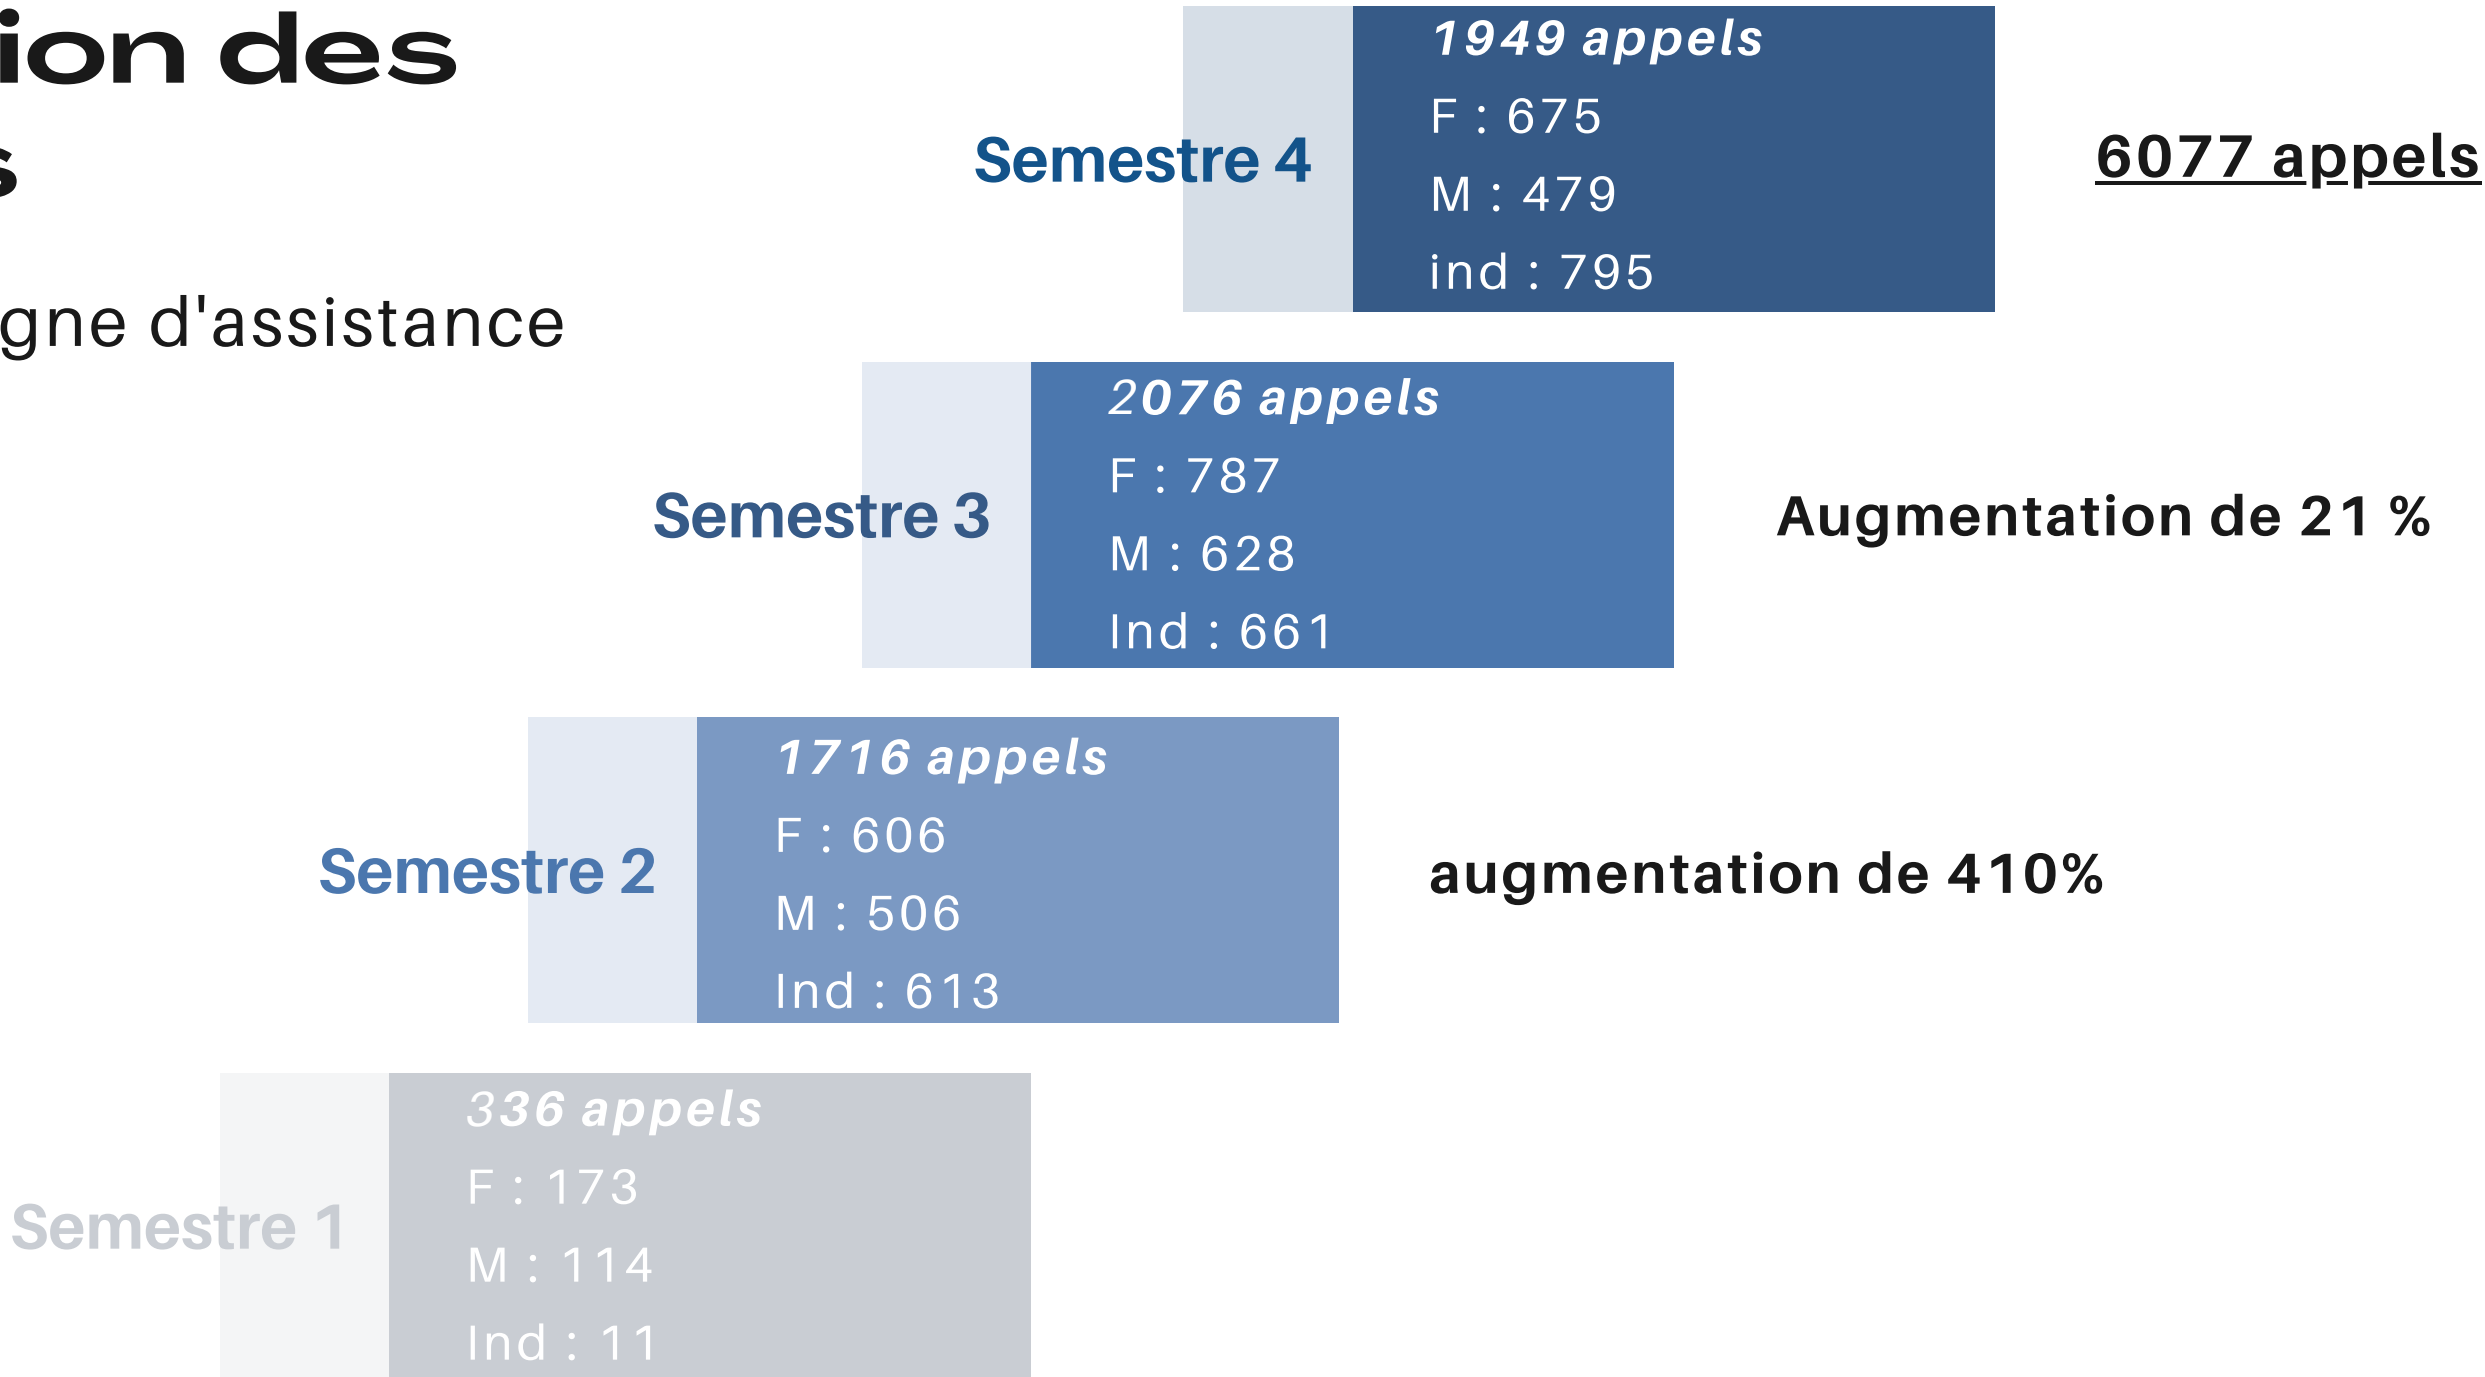 ion des
s
gne d'assistance
1949 appels
F : 675
M : 479
ind : 795
Semestre 4
6077 appels
2076 appels
F : 787
M : 628
Ind : 661
Semestre 3
Augmentation de 21 %
1716 appels
F : 606
M : 506
Ind : 613
Semestre 2
augmentation de 410%
336 appels
F : 173
M : 114
Ind : 11
Semestre 1